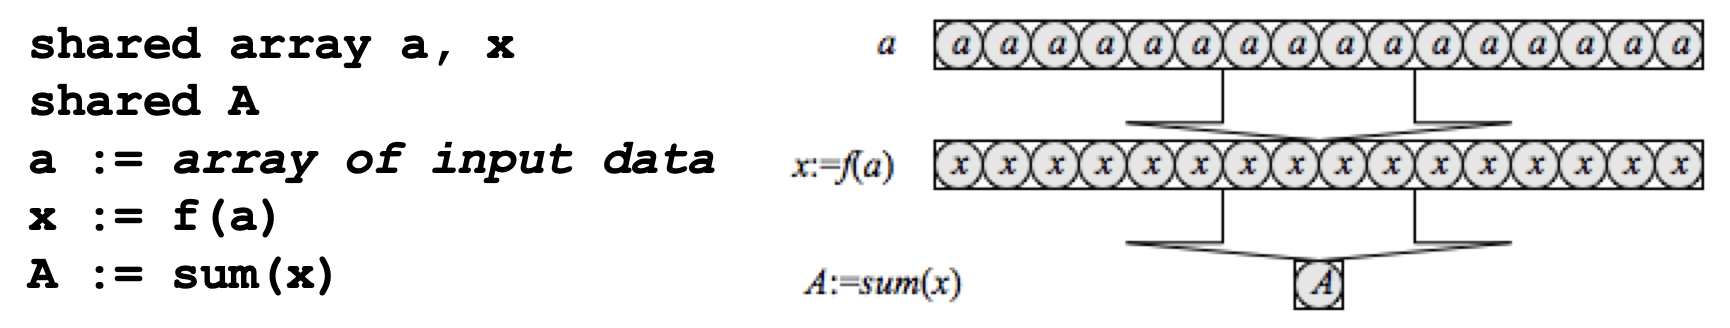 shared array a, x
shared A
a := array of input data
x := f(a)
A := sum(x)
a a a a a a a a a a a a a a a a a
x:=f(a) x x x x x x x x x x x x x x x x
A:=sum(x) A